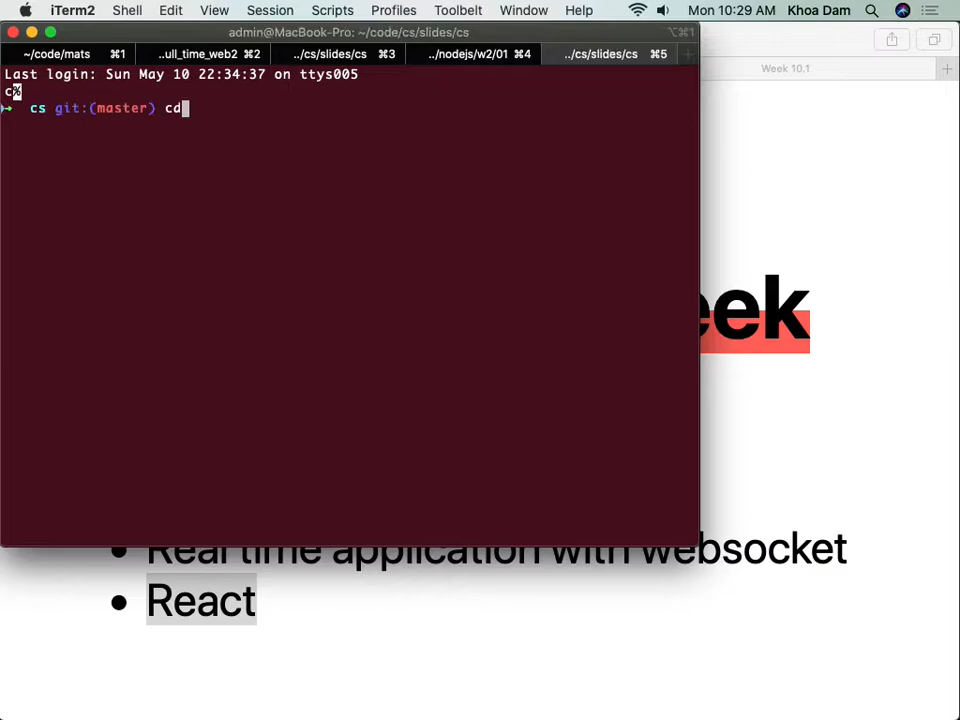 iTerm2 Shell Edit View Session Scripts Profiles Toolbelt Window Help Mon 10:29 AM Khoa Dam
admin@MacBook-Pro: ~/code/cs/slides/cs ⌥⌘1
~/code/mats ⌘1 ..ull_time_web2 ⌘2 ../cs/slides/cs ⌘3 ../nodejs/w2/01 ⌘4 ../cs/slides/cs ⌘5
Week 10.1
Last login: Sun May 10 22:34:37 on ttys005
c%
→ cs git:(master) cd
eek
• Real time application with websocket
• React